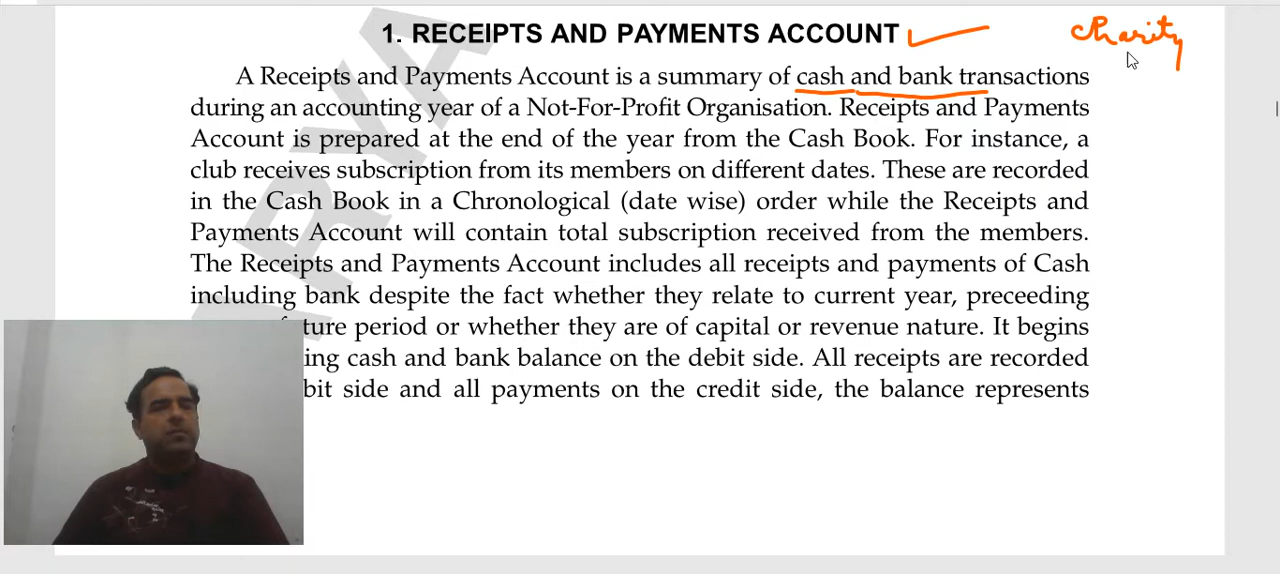 1. RECEIPTS AND PAYMENTS ACCOUNT
Charity
A Receipts and Payments Account is a summary of cash and bank transactions
during an accounting year of a Not-For-Profit Organisation. Receipts and Payments
Account is prepared at the end of the year from the Cash Book. For instance, a
club receives subscription from its members on different dates. These are recorded
in the Cash Book in a Chronological (date wise) order while the Receipts and
Payments Account will contain total subscription received from the members.
The Receipts and Payments Account includes all receipts and payments of Cash
including bank despite the fact whether they relate to current year, preceeding
period or whether they are of capital or revenue nature. It begins
cash and bank balance on the debit side. All receipts are recorded
side and all payments on the credit side, the balance represents
ARYA